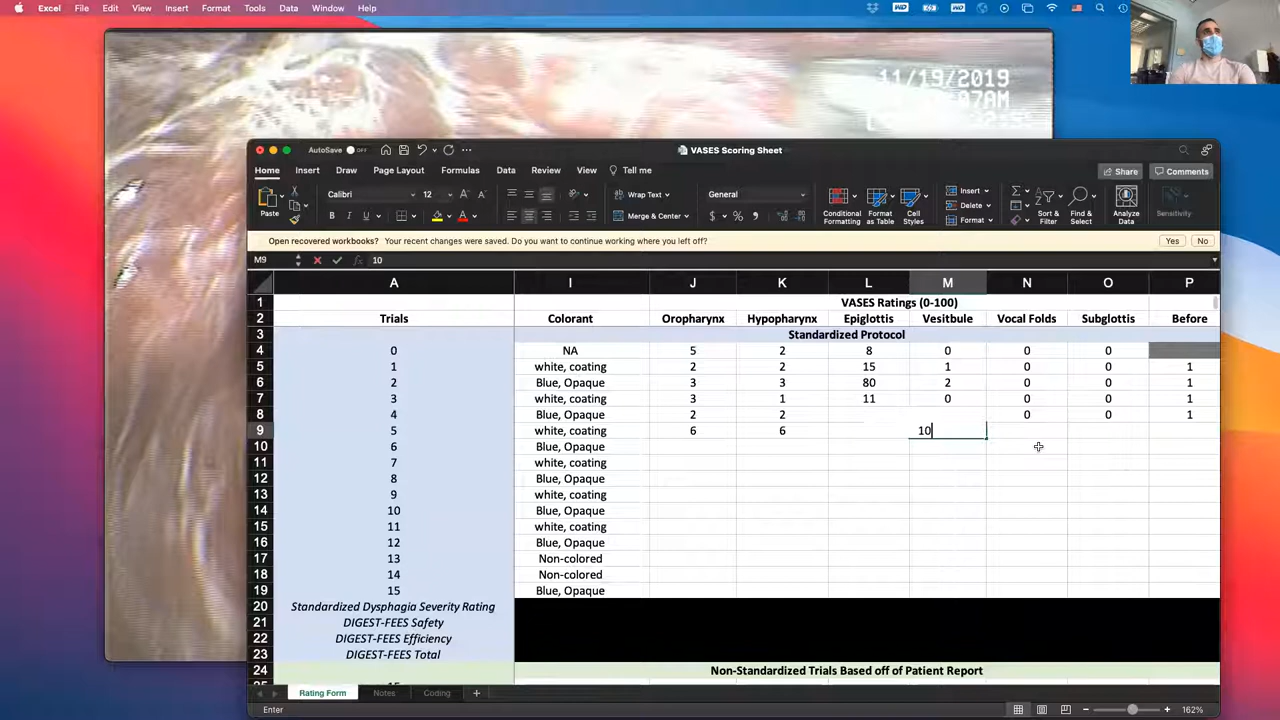 Excel File Edit View Insert Format Tools Data Window Help
11/19/2019
VASES Scoring Sheet
AutoSave OFF
Home Insert Draw Page Layout Formulas Data Review View Tell me Share Comments
Paste Calibri 12 Wrap Text General Conditional Formatting Format as Table Cell Styles Insert Delete Format Sort & Filter Find & Select Analyze Data Sensitivity
B I U A Merge & Center $ %
Open recovered workbooks? Your recent changes were saved. Do you want to continue working where you left off? Yes No
M9 fx 10
A I J K L M N O P
1 VASES Ratings (0-100)
2 Trials Colorant Oropharynx Hypopharynx Epiglottis Vesitbule Vocal Folds Subglottis Before
3 Standardized Protocol
4 0 NA 5 2 8 0 0 0
5 1 white, coating 2 2 15 1 0 0 1
6 2 Blue, Opaque 3 3 80 2 0 0 1
7 3 white, coating 3 1 11 0 0 0 1
8 4 Blue, Opaque 2 2 0 0 1
9 5 white, coating 6 6 10
10 6 Blue, Opaque
11 7 white, coating
12 8 Blue, Opaque
13 9 white, coating
14 10 Blue, Opaque
15 11 white, coating
16 12 Blue, Opaque
17 13 Non-colored
18 14 Non-colored
19 15 Blue, Opaque
20 Standardized Dysphagia Severity Rating
21 DIGEST-FEES Safety
22 DIGEST-FEES Efficiency
23 DIGEST-FEES Total
24 Non-Standardized Trials Based off of Patient Report
Rating Form Notes Coding
Enter 162%